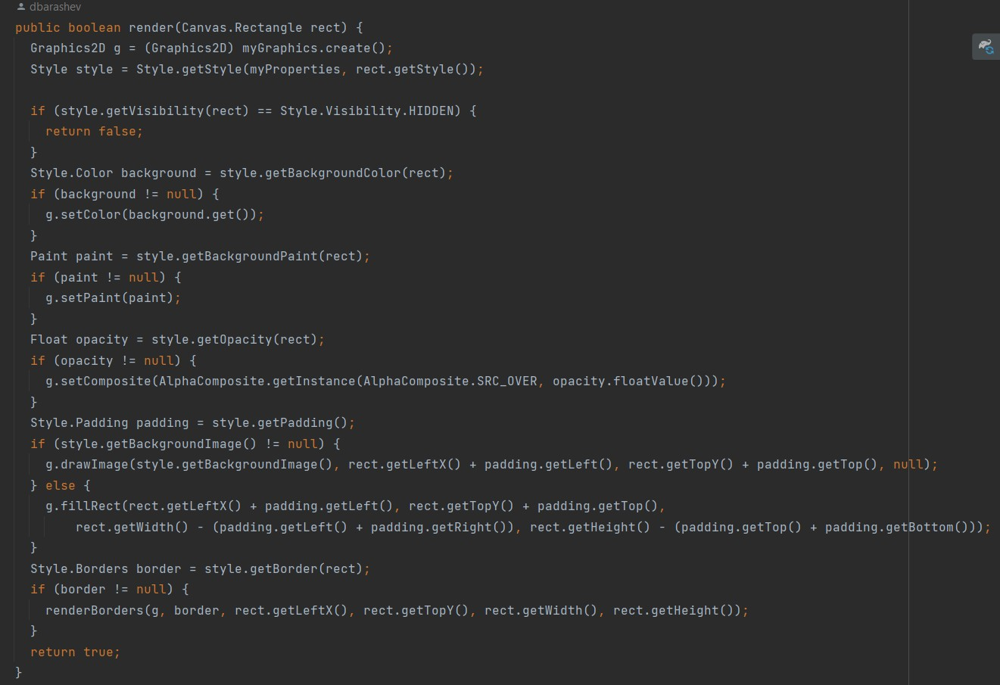 dbarashev
public boolean render(Canvas.Rectangle rect) {
Graphics2D g = (Graphics2D) myGraphics.create();
Style style = Style.getStyle(myProperties, rect.getStyle());
if (style.getVisibility(rect) == Style.Visibility.HIDDEN) {
return false;
}
Style.Color background = style.getBackgroundColor(rect);
if (background != null) {
g.setColor(background.get());
}
Paint paint = style.getBackgroundPaint(rect);
if (paint != null) {
g.setPaint(paint);
}
Float opacity = style.getOpacity(rect);
if (opacity != null) {
g.setComposite(AlphaComposite.getInstance(AlphaComposite.SRC_OVER, opacity.floatValue()));
}
Style.Padding padding = style.getPadding();
if (style.getBackgroundImage() != null) {
g.drawImage(style.getBackgroundImage(), rect.getLeftX() + padding.getLeft(), rect.getTopY() + padding.getTop(), null);
} else {
g.fillRect(rect.getLeftX() + padding.getLeft(), rect.getTopY() + padding.getTop(),
rect.getWidth() - (padding.getLeft() + padding.getRight()), rect.getHeight() - (padding.getTop() + padding.getBottom()));
}
Style.Borders border = style.getBorder(rect);
if (border != null) {
renderBorders(g, border, rect.getLeftX(), rect.getTopY(), rect.getWidth(), rect.getHeight());
}
return true;
}